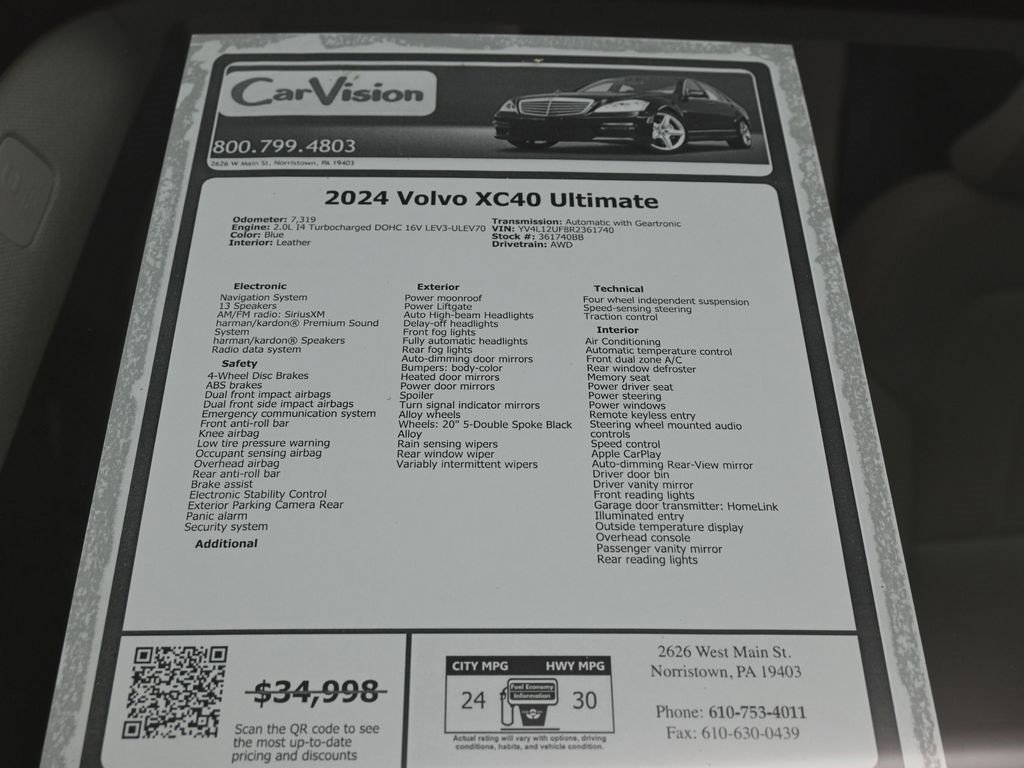 CarVision
800.799.4803
2626 W Main St, Norristown, PA 19403
2024 Volvo XC40 Ultimate
Odometer: 7,319
Engine: 2.0L I4 Turbocharged DOHC 16V LEV3-ULEV70
Color: Blue
Interior: Leather
Transmission: Automatic with Geartronic
VIN: YV4L12UF8R2361740
Stock #: 361740BB
Drivetrain: AWD
Electronic
Navigation System
13 Speakers
AM/FM radio: SiriusXM
harman/kardon® Premium Sound
System
harman/kardon® Speakers
Radio data system
Safety
4-Wheel Disc Brakes
ABS brakes
Dual front impact airbags
Dual front side impact airbags
Emergency communication system
Front anti-roll bar
Knee airbag
Low tire pressure warning
Occupant sensing airbag
Overhead airbag
Rear anti-roll bar
Brake assist
Electronic Stability Control
Exterior Parking Camera Rear
Panic alarm
Security system
Additional
Exterior
Power moonroof
Power Liftgate
Auto High-beam Headlights
Delay-off headlights
Front fog lights
Fully automatic headlights
Rear fog lights
Auto-dimming door mirrors
Bumpers: body-color
Heated door mirrors
Power door mirrors
Spoiler
Turn signal indicator mirrors
Alloy wheels
Wheels: 20" 5-Double Spoke Black
Alloy
Rain sensing wipers
Rear window wiper
Variably intermittent wipers
Technical
Four wheel independent suspension
Speed-sensing steering
Traction control
Interior
Air Conditioning
Automatic temperature control
Front dual zone A/C
Rear window defroster
Memory seat
Power driver seat
Power steering
Power windows
Remote keyless entry
Steering wheel mounted audio
controls
Speed control
Apple CarPlay
Auto-dimming Rear-View mirror
Driver door bin
Driver vanity mirror
Front reading lights
Garage door transmitter: HomeLink
Illuminated entry
Outside temperature display
Overhead console
Passenger vanity mirror
Rear reading lights
$34,998
Scan the QR code to see
the most up-to-date
pricing and discounts
CITY MPG HWY MPG
24
Fuel Economy
Information
30
Actual rating will vary with options, driving
conditions, habits, and vehicle condition.
2626 West Main St.
Norristown, PA 19403
Phone: 610-753-4011
Fax: 610-630-0439